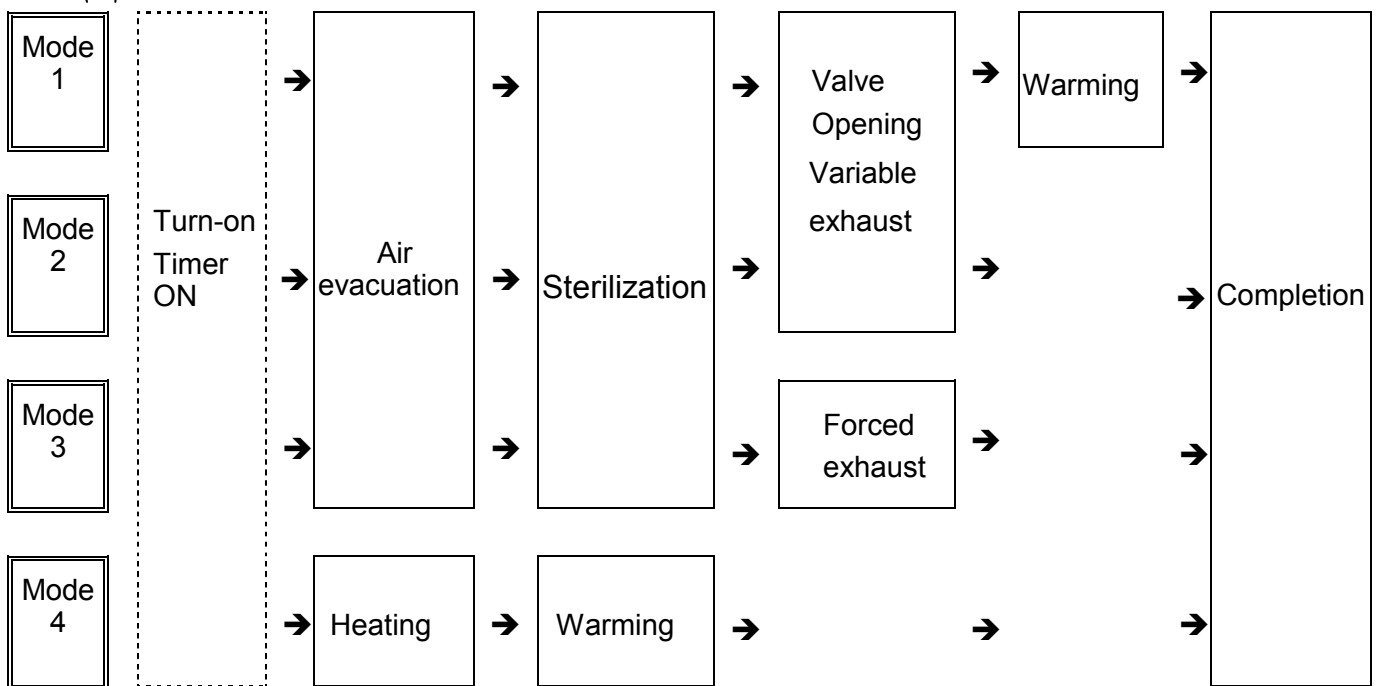 Mode
1
Valve
Opening
Variable
exhaust
Warming
Mode
2
Turn-on
Timer
ON
Air
evacuation
Sterilization
Completion
Mode
3
Forced
exhaust
Mode
4
Heating
Warming